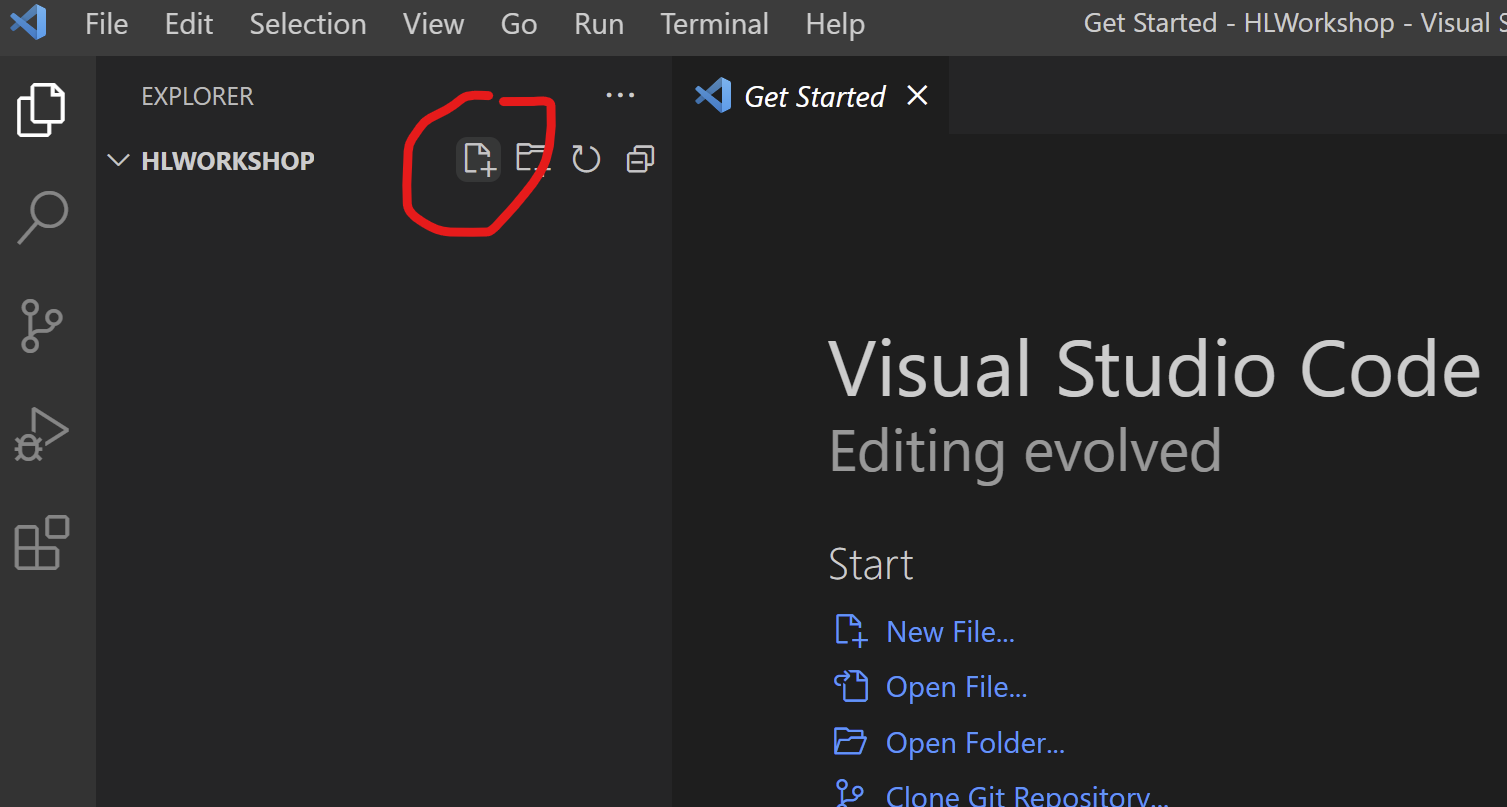 File Edit Selection View Go Run Terminal Help Get Started - HLWorkshop - Visual S
EXPLORER
Get Started
HLWORKSHOP
Visual Studio Code
Editing evolved
Start
New File...
Open File...
Open Folder...
Clone Git Repository...